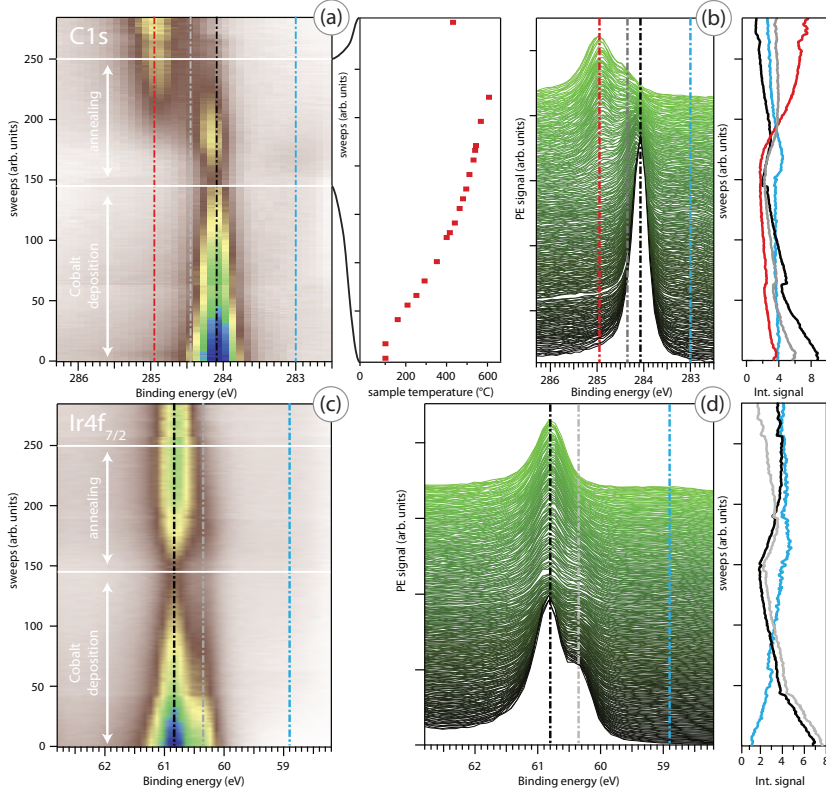 C1s
(a)
250
200
150
100
50
0
sweeps (arb. units)
annealing
Cobalt
deposition
286
285
284
283
Binding energy (eV)
sweeps (arb. units)
0
200
400
600
sample temperature (°C)
(b)
PE signal (arb. units)
286
285
284
283
Binding energy (eV)
sweeps (arb. units)
0
4
8
Int. signal
Ir4f7/2
(c)
250
200
150
100
50
0
sweeps (arb. units)
annealing
Cobalt
deposition
62
61
60
59
Binding energy (eV)
(d)
PE signal (arb. units)
62
61
60
59
Binding energy (eV)
sweeps (arb. units)
0
2
4
6
8
Int. signal